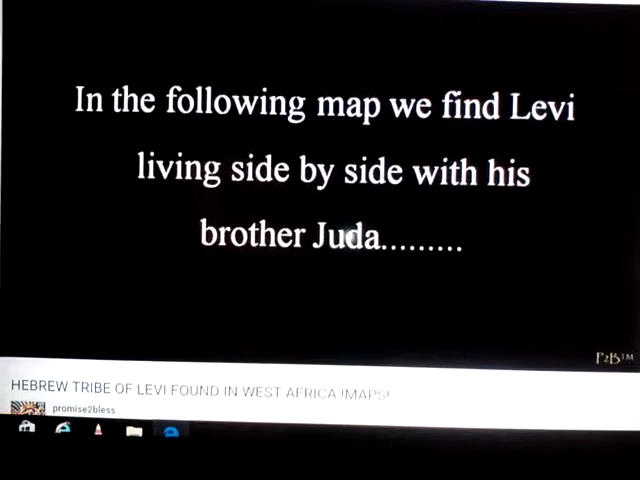 In the following map we find Levi
living side by side with his
brother Juda.........
P2B™
HEBREW TRIBE OF LEVI FOUND IN WEST AFRICA !MAPS!
promise2bless